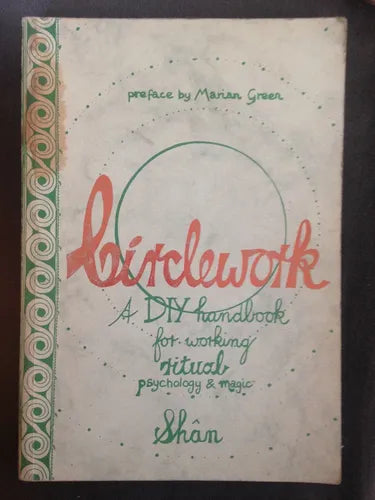 preface by Marian Green
Circlework
A DIY handbook
for working
ritual
psychology & magic
Shân